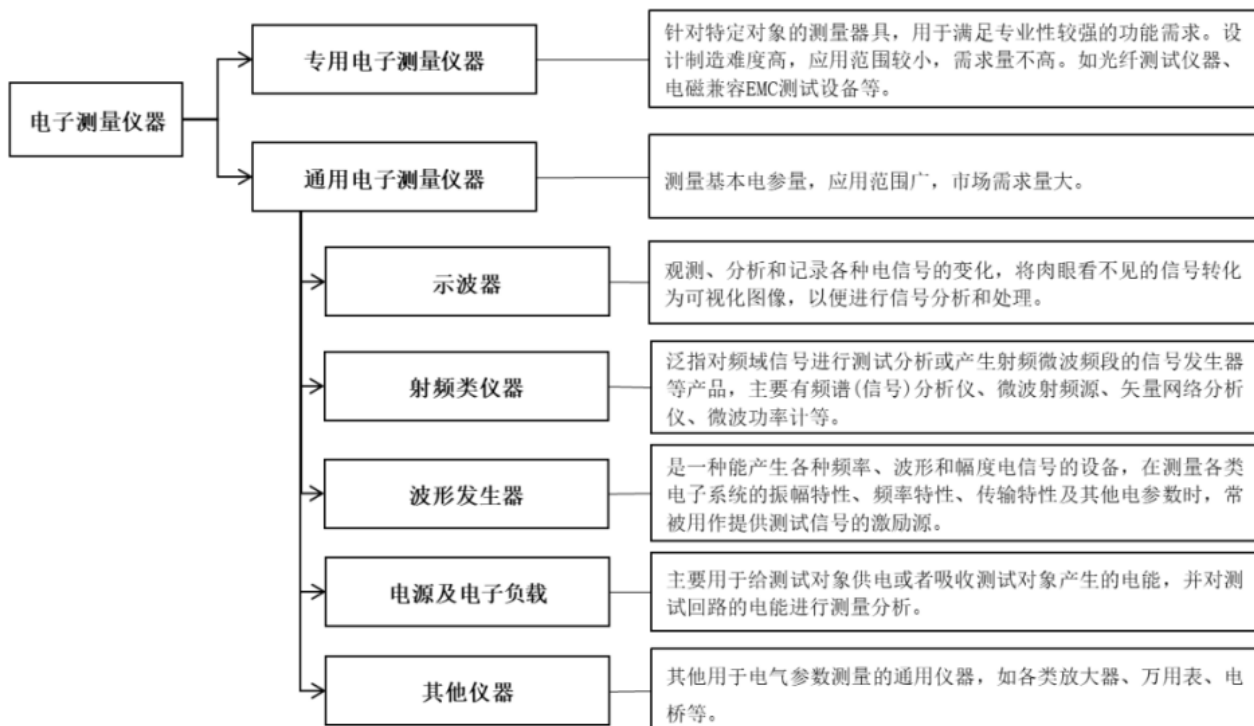 电子测量仪器
专用电子测量仪器
针对特定对象的测量器具，用于满足专业性较强的功能需求。设
计制造难度高，应用范围较小，需求量不高。如光纤测试仪器、
电磁兼容EMC测试设备等。
通用电子测量仪器
测量基本电参量，应用范围广，市场需求量大。
示波器
观测、分析和记录各种电信号的变化，将肉眼看不见的信号转化
为可视化图像，以便进行信号分析和处理。
射频类仪器
泛指对频域信号进行测试分析或产生射频微波频段的信号发生器
等产品，主要有频谱(信号)分析仪、微波射频源、矢量网络分析
仪、微波功率计等。
波形发生器
是一种能产生各种频率、波形和幅度电信号的设备，在测量各类
电子系统的振幅特性、频率特性、传输特性及其他电参数时，常
被用作提供测试信号的激励源。
电源及电子负载
主要用于给测试对象供电或者吸收测试对象产生的电能，并对测
试回路的电能进行测量分析。
其他仪器
其他用于电气参数测量的通用仪器，如各类放大器、万用表、电
桥等。